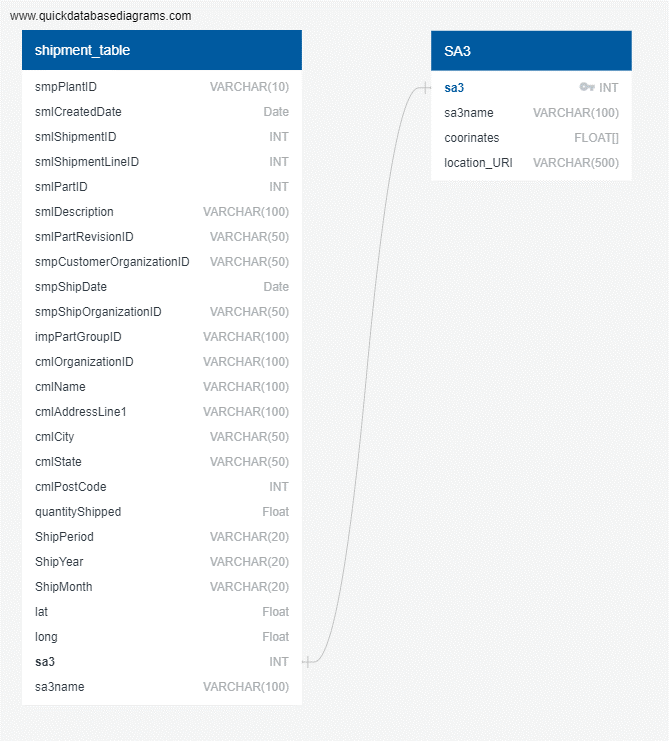 www.quickdatabasediagrams.com
shipment_table
smpPlantID VARCHAR(10)
smlCreatedDate Date
smlShipmentID INT
smlShipmentLineID INT
smlPartID INT
smlDescription VARCHAR(100)
smlPartRevisionID VARCHAR(50)
smpCustomerOrganizationID VARCHAR(50)
smpShipDate Date
smpShipOrganizationID VARCHAR(50)
impPartGroupID VARCHAR(100)
cmlOrganizationID VARCHAR(100)
cmlName VARCHAR(100)
cmlAddressLine1 VARCHAR(100)
cmlCity VARCHAR(50)
cmlState VARCHAR(50)
cmlPostCode INT
quantityShipped Float
ShipPeriod VARCHAR(20)
ShipYear VARCHAR(20)
ShipMonth VARCHAR(20)
lat Float
long Float
sa3 INT
sa3name VARCHAR(100)
SA3
sa3 INT
sa3name VARCHAR(100)
coorinates FLOAT[]
location_URI VARCHAR(500)